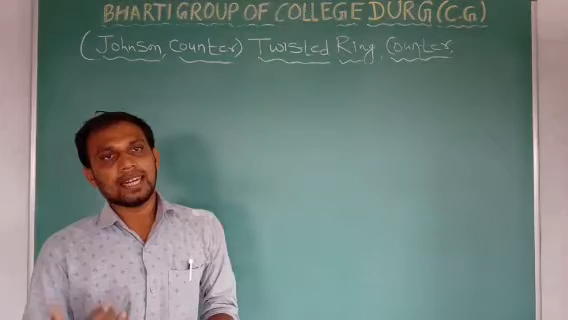 BHARTI GROUP OF COLLEGE DURG (C.G)
(Johnson Counter) Twisted Ring Counter.